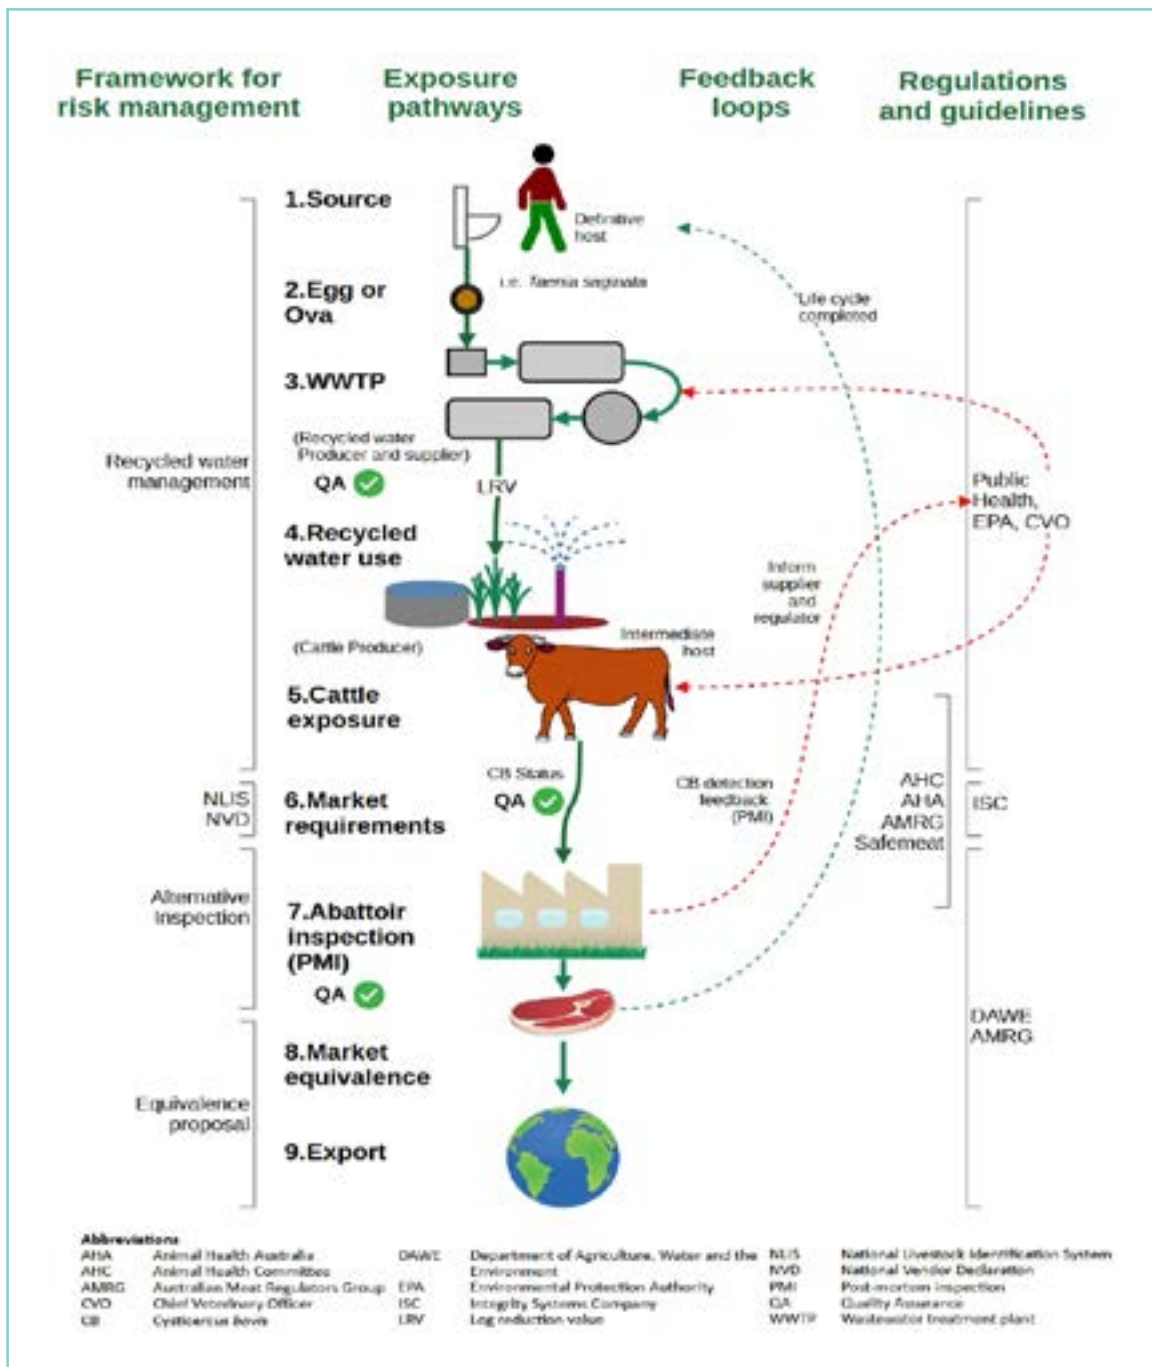 Framework for
risk management
Exposure
pathways
Feedback
loops
Regulations
and guidelines
1.Source
Definitive
host
i.e. Taenia saginata
2.Egg or
Ova
Life cycle
completed
3.WWTP
(Recycled water
Producer and supplier)
QA
LRV
Recycled water
management
Public
Health,
EPA, CVO
4.Recycled
water use
Inform
supplier
and
regulator
(Cattle Producer)
Intermediate
host
5.Cattle
exposure
CB Status
QA
NLIS
NVD
6.Market
requirements
CB detection
feedback
(PMI)
AHC
AHA
AMRG
Safemeat
ISC
Alternative
Inspection
7.Abattoir
inspection
(PMI)
QA
DAWE
AMRG
8.Market
equivalence
Equivalence
proposal
9.Export
Abbreviations
AHA Animal Health Australia
AHC Animal Health Committee
AMRG Australian Meat Regulators Group
CVO Chief Veterinary Officer
CB Cysticercus bovis
DAWE Department of Agriculture, Water and the
Environment
EPA Environmental Protection Authority
ISC Integrity Systems Company
LRV Log reduction value
NLIS National Livestock Identification System
NVD National Vendor Declaration
PMI Post-mortem inspection
QA Quality Assurance
WWTP Wastewater treatment plant